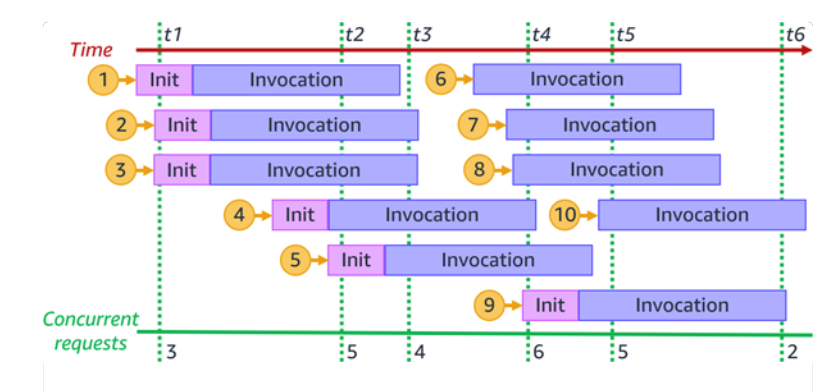 t1 t2 t3 t4 t5 t6
Time
1 Init Invocation 6 Invocation
2 Init Invocation 7 Invocation
3 Init Invocation 8 Invocation
4 Init Invocation 10 Invocation
5 Init Invocation
9 Init Invocation
Concurrent
requests
3 5 4 6 5 2